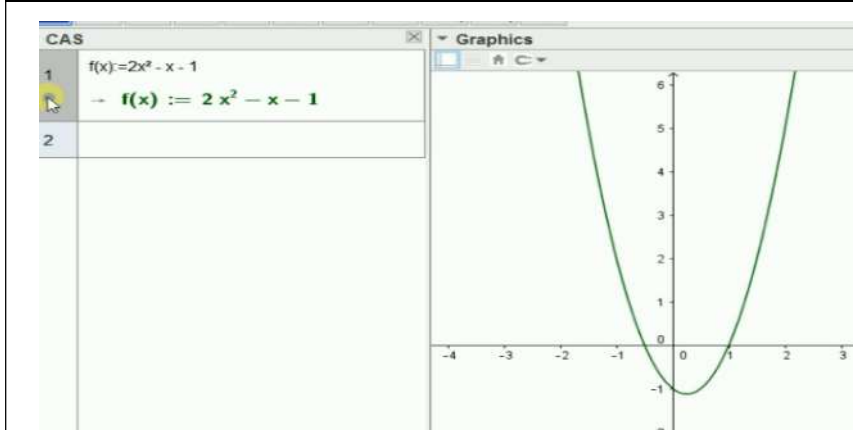 CAS
1
f(x):=2x² - x - 1
→ f(x) := 2 x² − x − 1
2
Graphics
6
5
4
3
2
1
0
-4 -3 -2 -1 0 1 2 3
-1